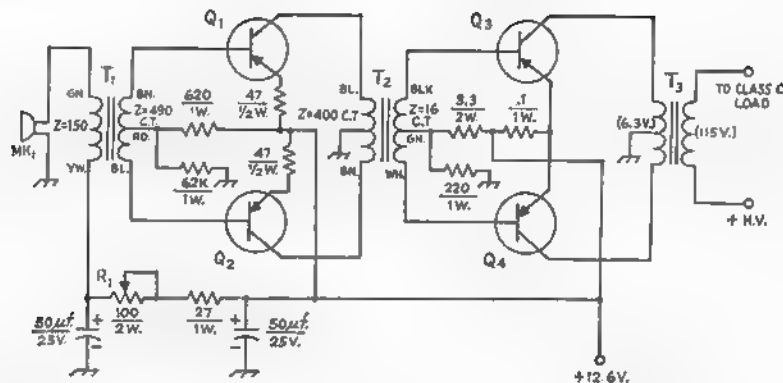 Q1
Q3
T1
GN.
BN.
Z=150
Z=490
C.T.
RD.
YW.
BL.
MK1
620
1W.
47
1/2W.
62K
1W.
47
1/2W.
Q2
BL.
T2
BLK
Z=400 C.T
Z=16
C.T
GN.
BN.
WH.
3.3
2W.
.1
1W.
220
1W.
Q4
T3
(6.3V.)
(115V.)
TO CLASS C
LOAD
+ H.V.
R1
50µf.
25V.
+
-
100
2W.
27
1W.
+
-
50µf.
25V.
+12.6V.